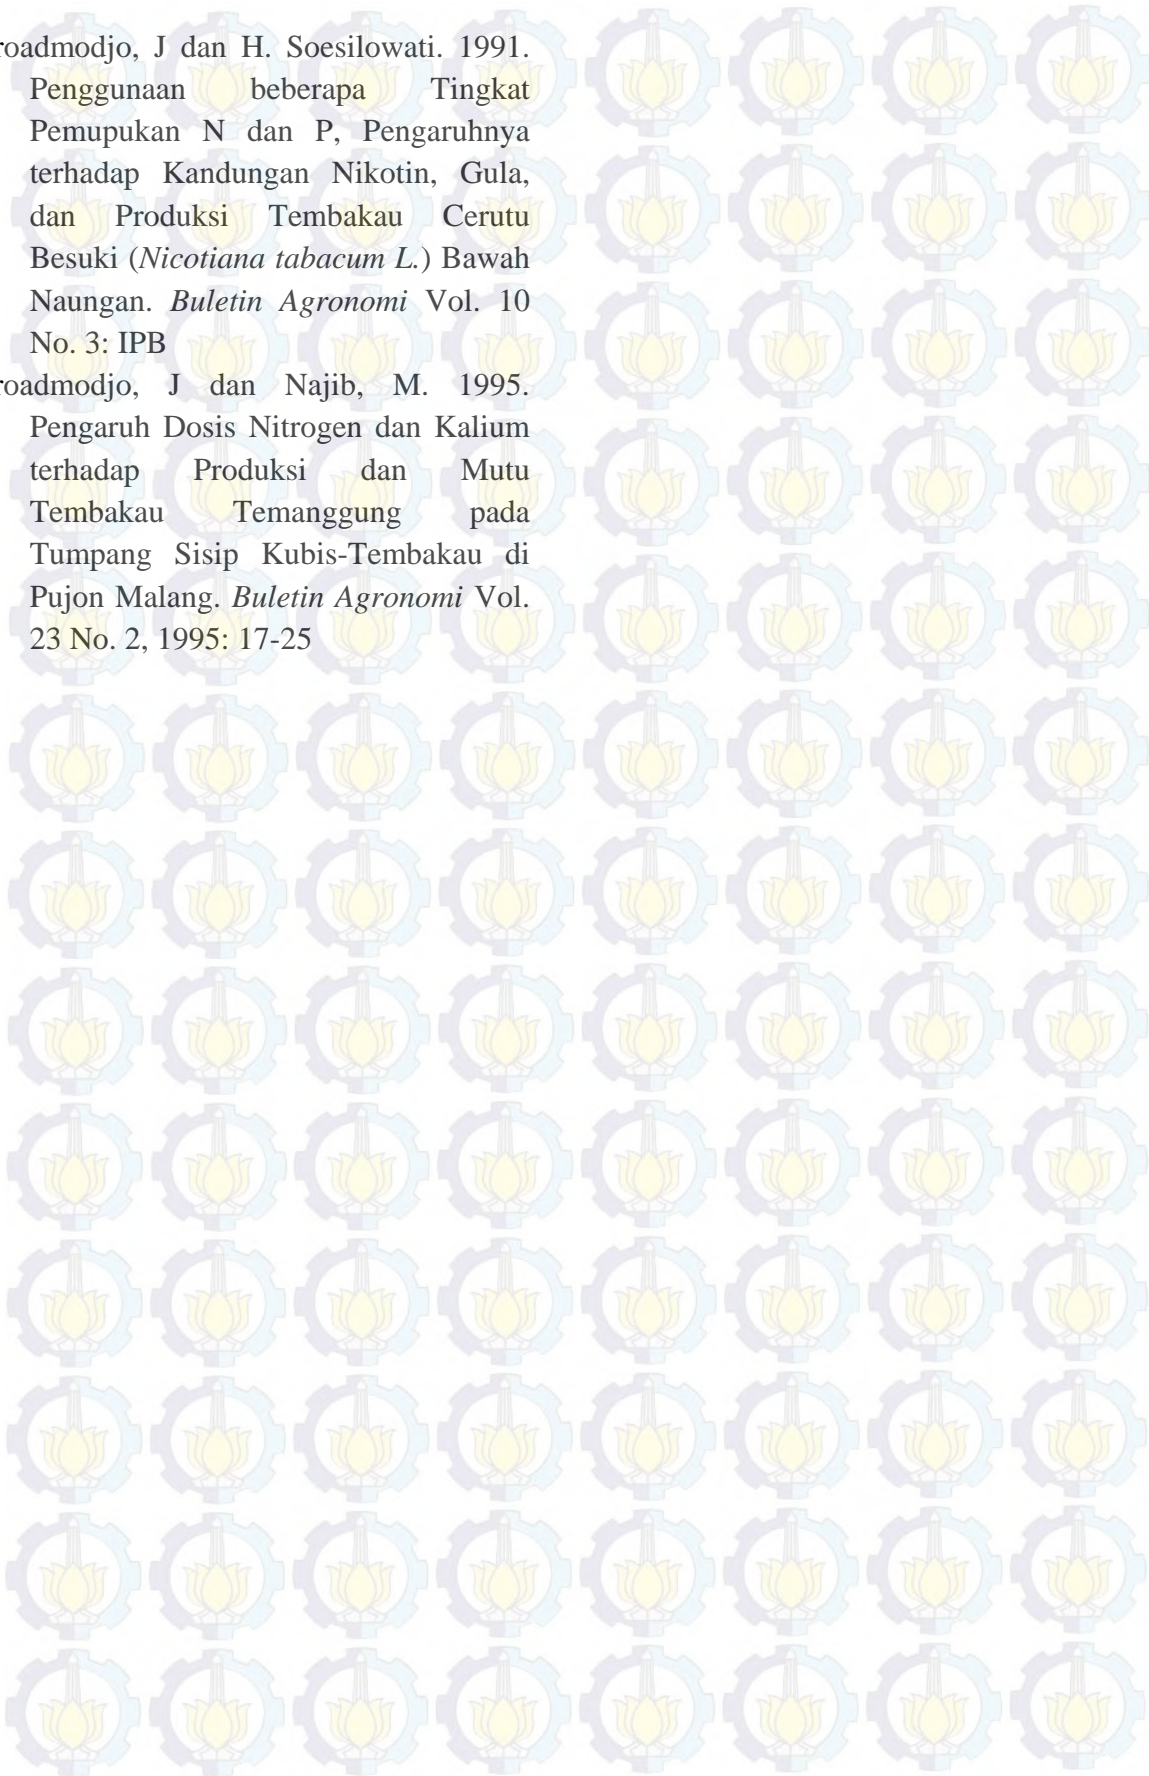 roadmodjo, J dan H. Soesilowati. 1991.
Penggunaan beberapa Tingkat
Pemupukan N dan P, Pengaruhnya
terhadap Kandungan Nikotin, Gula,
dan Produksi Tembakau Cerutu
Besuki (Nicotiana tabacum L.) Bawah
Naungan. Buletin Agronomi Vol. 10
No. 3: IPB
roadmodjo, J dan Najib, M. 1995.
Pengaruh Dosis Nitrogen dan Kalium
terhadap Produksi dan Mutu
Tembakau Temanggung pada
Tumpang Sisip Kubis-Tembakau di
Pujon Malang. Buletin Agronomi Vol.
23 No. 2, 1995: 17-25